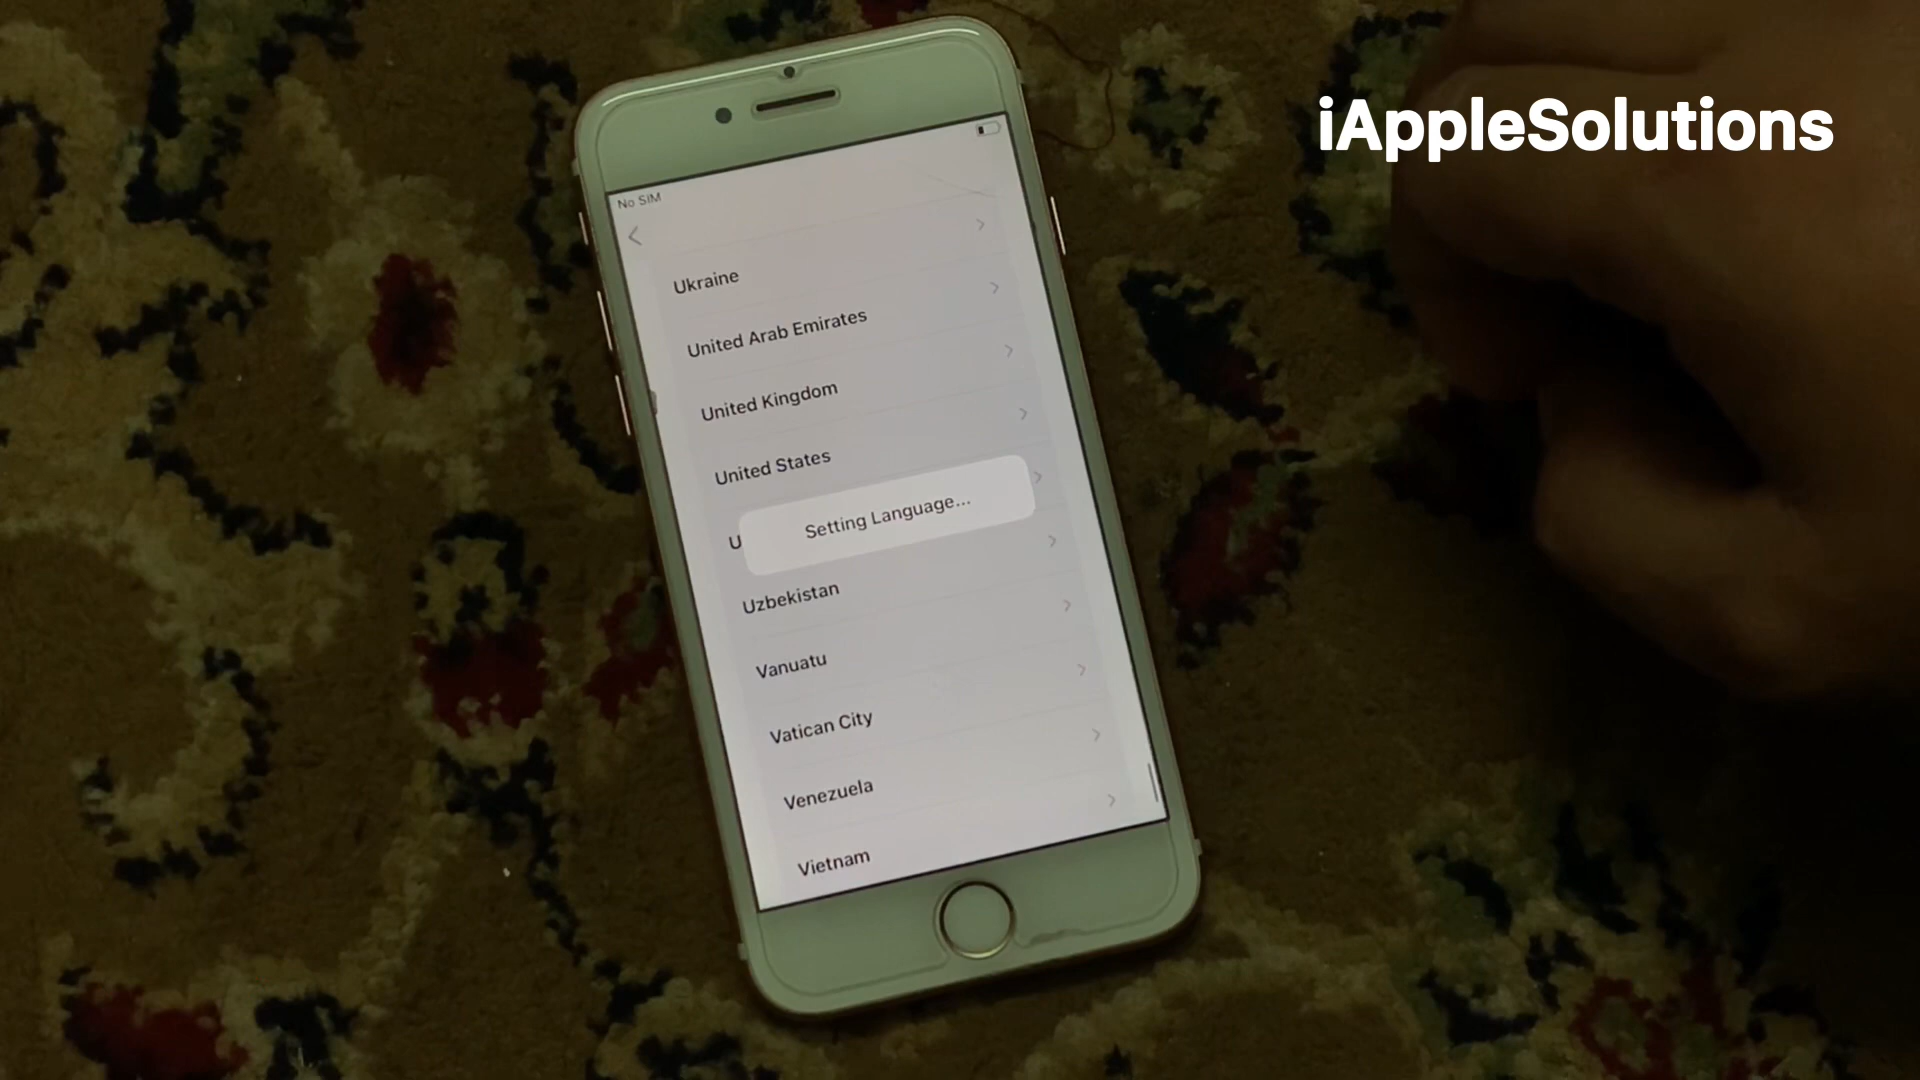 iAppleSolutions
No SIM
Ukraine
United Arab Emirates
United Kingdom
United States
U
Setting Language...
Uzbekistan
Vanuatu
Vatican City
Venezuela
Vietnam